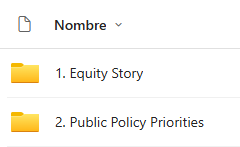 Nombre
1. Equity Story
2. Public Policy Priorities